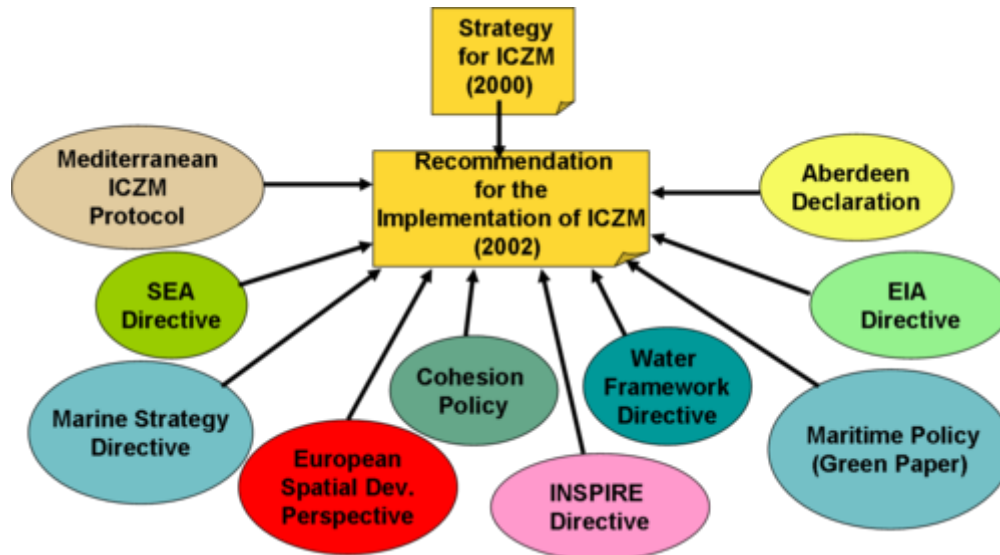 Strategy
for ICZM
(2000)
Mediterranean
ICZM
Protocol
Recommendation
for the
Implementation of ICZM
(2002)
Aberdeen
Declaration
SEA
Directive
EIA
Directive
Marine Strategy
Directive
European
Spatial Dev.
Perspective
Cohesion
Policy
INSPIRE
Directive
Water
Framework
Directive
Maritime Policy
(Green Paper)